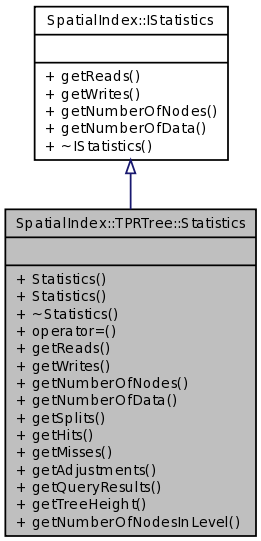 SpatialIndex::IStatistics
+ getReads()
+ getWrites()
+ getNumberOfNodes()
+ getNumberOfData()
+ ~IStatistics()
SpatialIndex::TPRTree::Statistics
+ Statistics()
+ Statistics()
+ ~Statistics()
+ operator=()
+ getReads()
+ getWrites()
+ getNumberOfNodes()
+ getNumberOfData()
+ getSplits()
+ getHits()
+ getMisses()
+ getAdjustments()
+ getQueryResults()
+ getTreeHeight()
+ getNumberOfNodesInLevel()